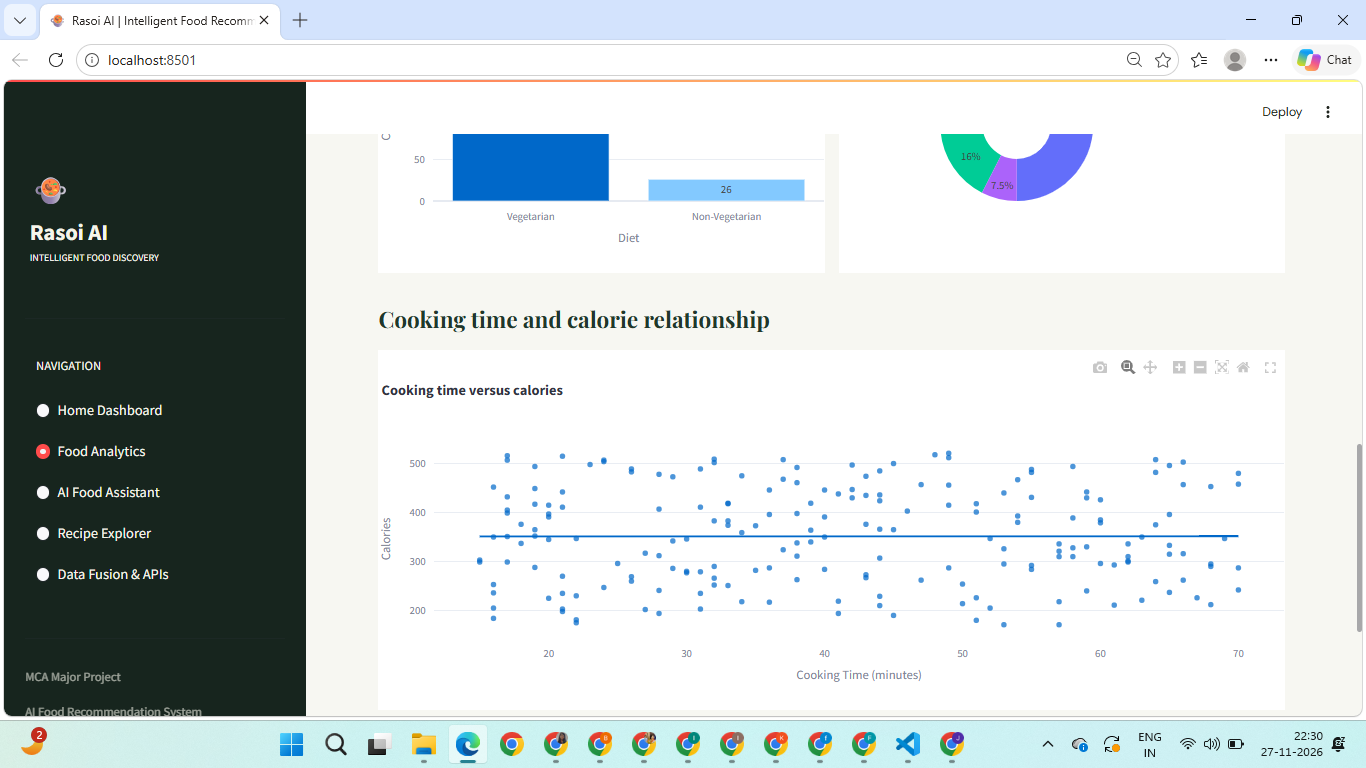 Rasoi AI | Intelligent Food Recomm
localhost:8501
Chat
Deploy
Rasoi AI
INTELLIGENT FOOD DISCOVERY
NAVIGATION
Home Dashboard
Food Analytics
AI Food Assistant
Recipe Explorer
Data Fusion & APIs
MCA Major Project
AI Food Recommendation System
50
0
26
Vegetarian
Non-Vegetarian
Diet
16%
7.5%
Cooking time and calorie relationship
Cooking time versus calories
Calories
500
400
300
200
20
30
40
50
60
70
Cooking Time (minutes)
2
ENG
IN
22:30
27-11-2026